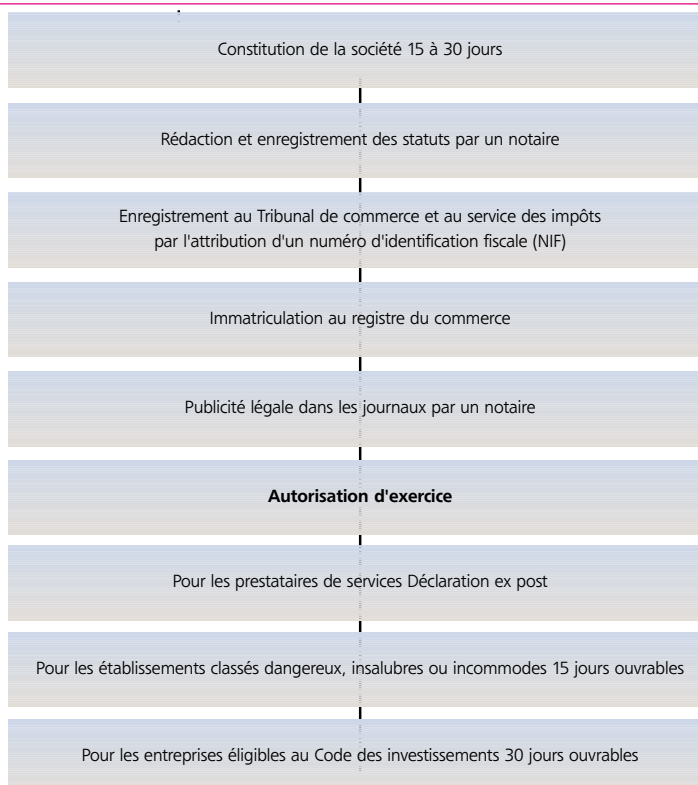 Constitution de la société 15 à 30 jours
Rédaction et enregistrement des statuts par un notaire
Enregistrement au Tribunal de commerce et au service des impôts
par l'attribution d'un numéro d'identification fiscale (NIF)
Immatriculation au registre du commerce
Publicité légale dans les journaux par un notaire
Autorisation d'exercice
Pour les prestataires de services Déclaration ex post
Pour les établissements classés dangereux, insalubres ou incommodes 15 jours ouvrables
Pour les entreprises éligibles au Code des investissements 30 jours ouvrables